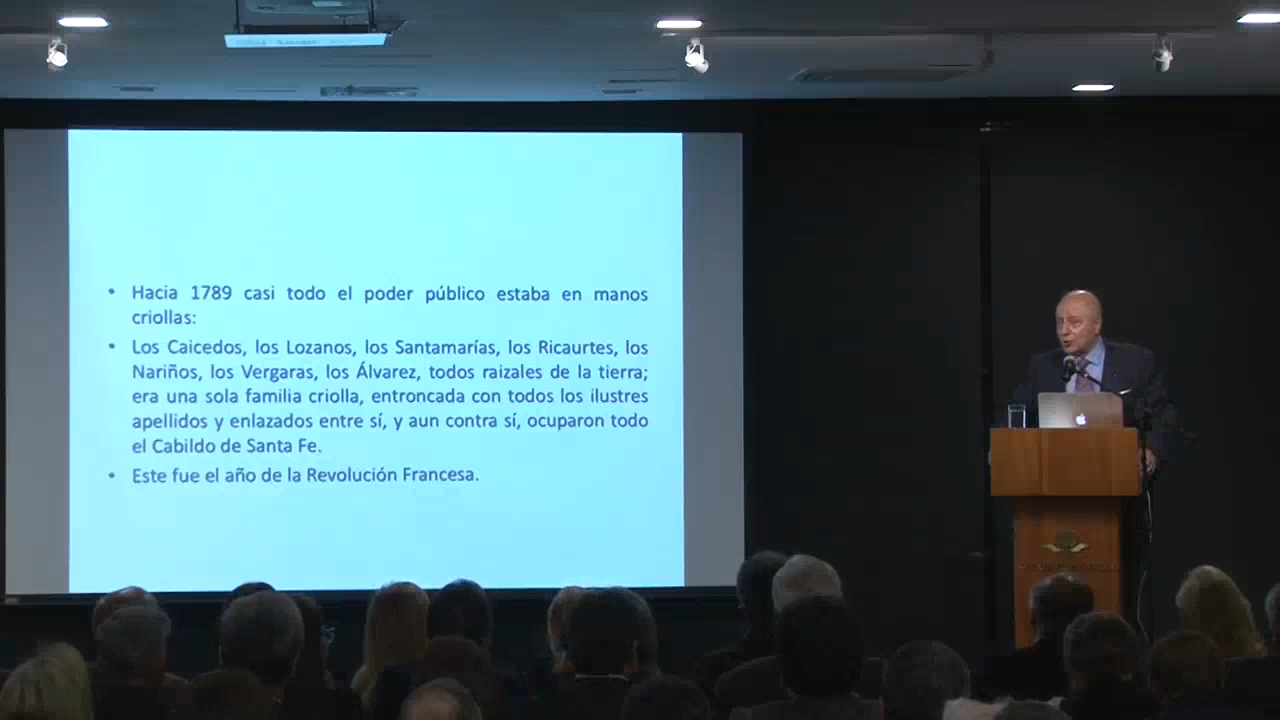 • Hacia 1789 casi todo el poder público estaba en manos
criollas:
• Los Caicedos, los Lozanos, los Santamarías, los Ricaurtes, los
Nariños, los Vergaras, los Álvarez, todos raizales de la tierra;
era una sola familia criolla, entroncada con todos los ilustres
apellidos y enlazados entre sí, y aun contra sí, ocuparon todo
el Cabildo de Santa Fe.
• Este fue el año de la Revolución Francesa.